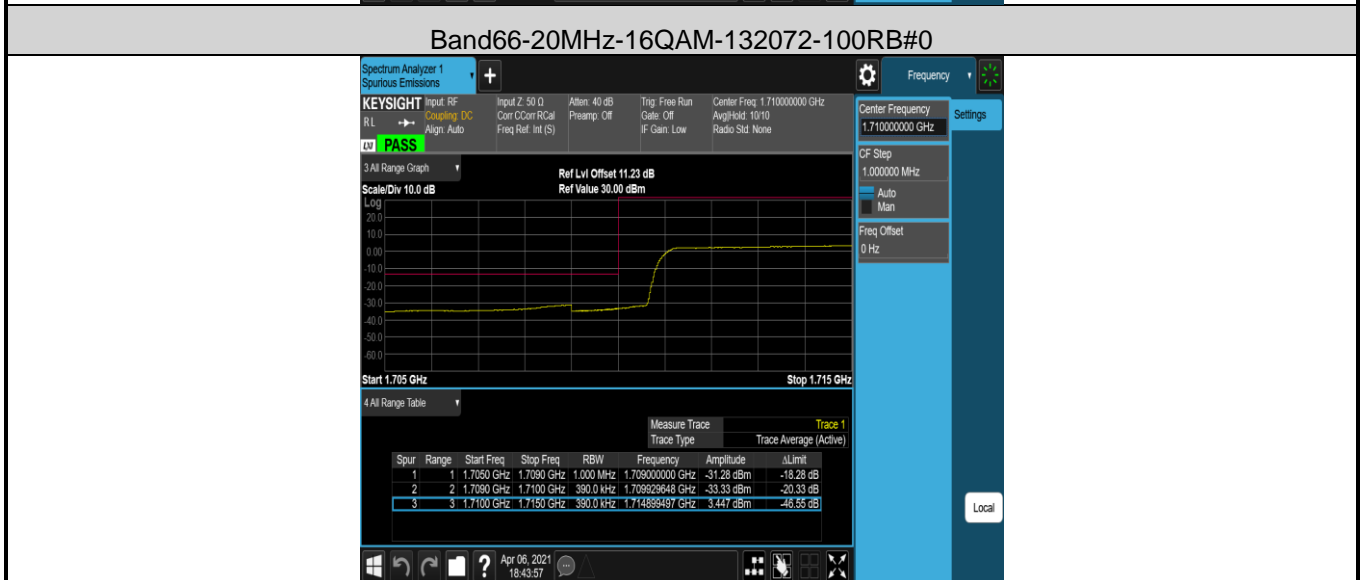 Band66-20MHz-16QAM-132072-100RB#0
Spectrum Analyzer 1
Spurious Emissions
+
Frequency
KEYSIGHT Input: RF Input Z: 50 Ω Atten: 40 dB Trig: Free Run Center Freq: 1.710000000 GHz
RL Coupling: DC Corr CCorr RCal Preamp: Off Gate: Off Avg|Hold: 10/10
Align: Auto Freq Ref: Int (S) IF Gain: Low Radio Std: None
LXI PASS
Center Frequency
1.710000000 GHz
Settings
CF Step
1.000000 MHz
Auto
Man
Freq Offset
0 Hz
3 All Range Graph
Ref Lvl Offset 11.23 dB
Scale/Div 10.0 dB Ref Value 30.00 dBm
Log
20.0
10.0
0.00
-10.0
-20.0
-30.0
-40.0
-50.0
-60.0
Start 1.705 GHz Stop 1.715 GHz
4 All Range Table
Measure Trace Trace 1
Trace Type Trace Average (Active)
Spur Range Start Freq Stop Freq RBW Frequency Amplitude ΔLimit
1 1 1.7050 GHz 1.7090 GHz 1.000 MHz 1.709000000 GHz -31.28 dBm -18.28 dB
2 2 1.7090 GHz 1.7100 GHz 390.0 kHz 1.709929648 GHz -33.33 dBm -20.33 dB
3 3 1.7100 GHz 1.7150 GHz 390.0 kHz 1.714899497 GHz 3.447 dBm -46.55 dB
Local
? Apr 06, 2021
18:43:57